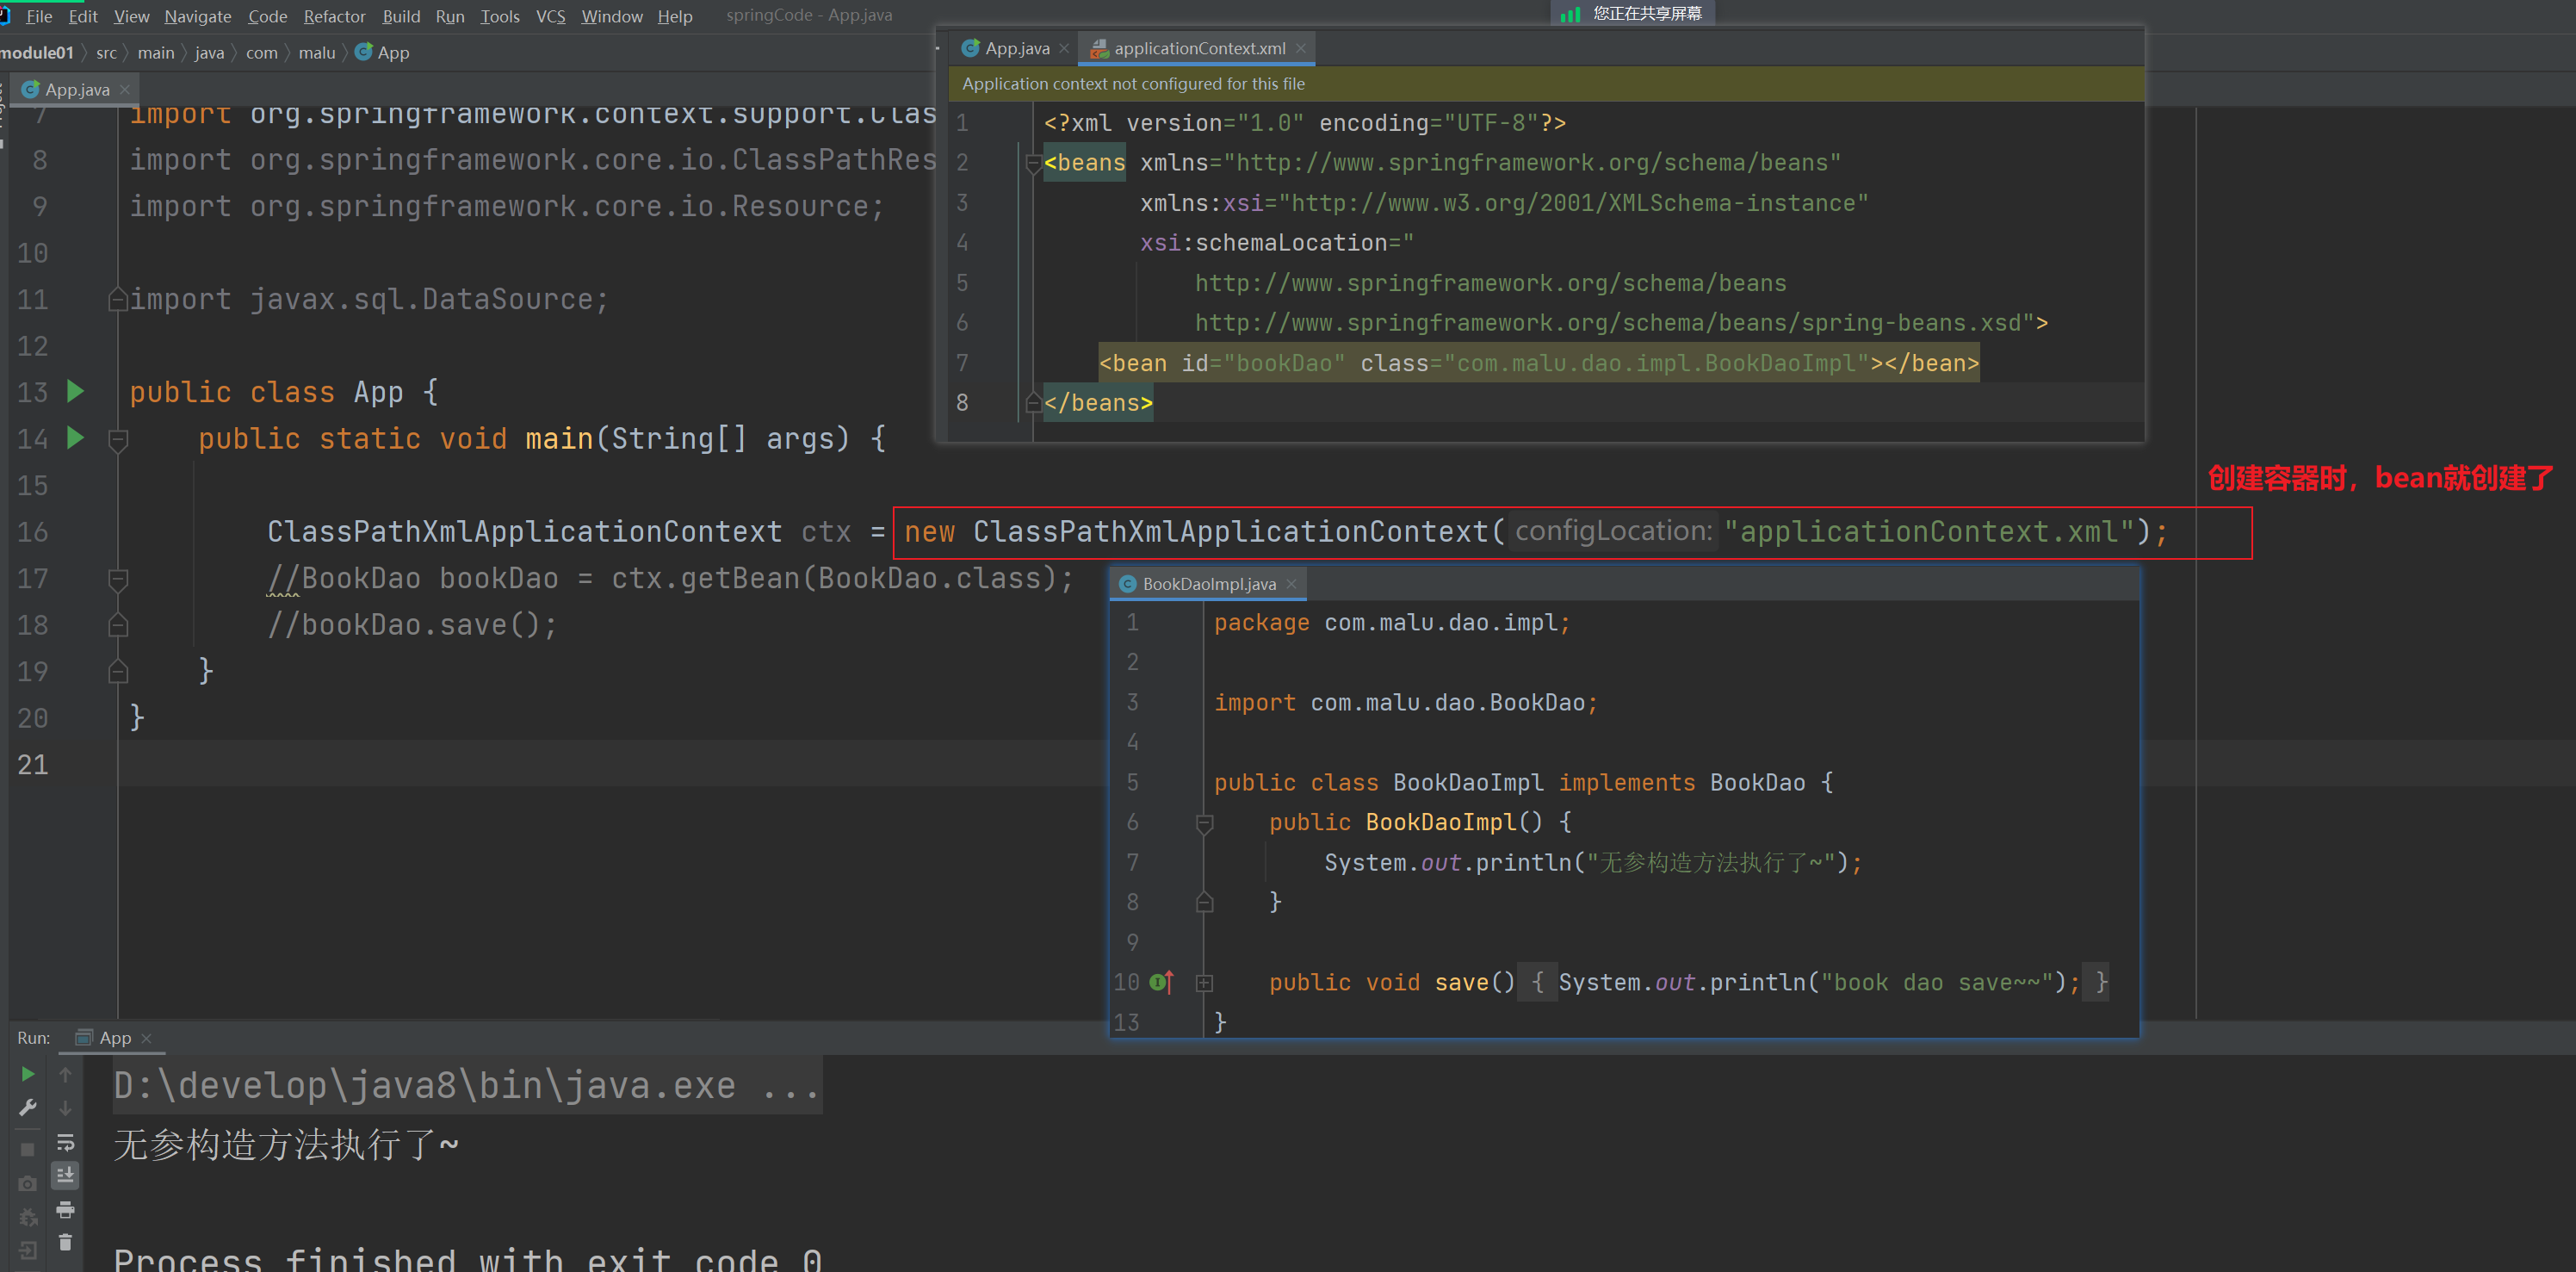 File Edit View Navigate Code Refactor Build Run Tools VCS Window Help springCode - App.java
您正在共享屏幕
module01 〉 src 〉 main 〉 java 〉 com 〉 malu 〉 App
App.java
7 import org.springframework.context.support.Clas
8 import org.springframework.core.io.ClassPathRes
9 import org.springframework.core.io.Resource;
10
11 import javax.sql.DataSource;
12
13 public class App {
14 public static void main(String[] args) {
15
16 ClassPathXmlApplicationContext ctx = new ClassPathXmlApplicationContext( configLocation: "applicationContext.xml");
17 //BookDao bookDao = ctx.getBean(BookDao.class);
18 //bookDao.save();
19 }
20 }
21
App.java applicationContext.xml
Application context not configured for this file
1 <?xml version="1.0" encoding="UTF-8"?>
2 <beans xmlns="http://www.springframework.org/schema/beans"
3 xmlns:xsi="http://www.w3.org/2001/XMLSchema-instance"
4 xsi:schemaLocation="
5 http://www.springframework.org/schema/beans
6 http://www.springframework.org/schema/beans/spring-beans.xsd">
7 <bean id="bookDao" class="com.malu.dao.impl.BookDaoImpl"></bean>
8 </beans>
创建容器时，bean就创建了
BookDaoImpl.java
1 package com.malu.dao.impl;
2
3 import com.malu.dao.BookDao;
4
5 public class BookDaoImpl implements BookDao {
6 public BookDaoImpl() {
7 System.out.println("无参构造方法执行了~");
8 }
9
10 public void save() { System.out.println("book dao save~~"); }
13 }
Run: App
D:\develop\java8\bin\java.exe ...
无参构造方法执行了~
Process finished with exit code 0